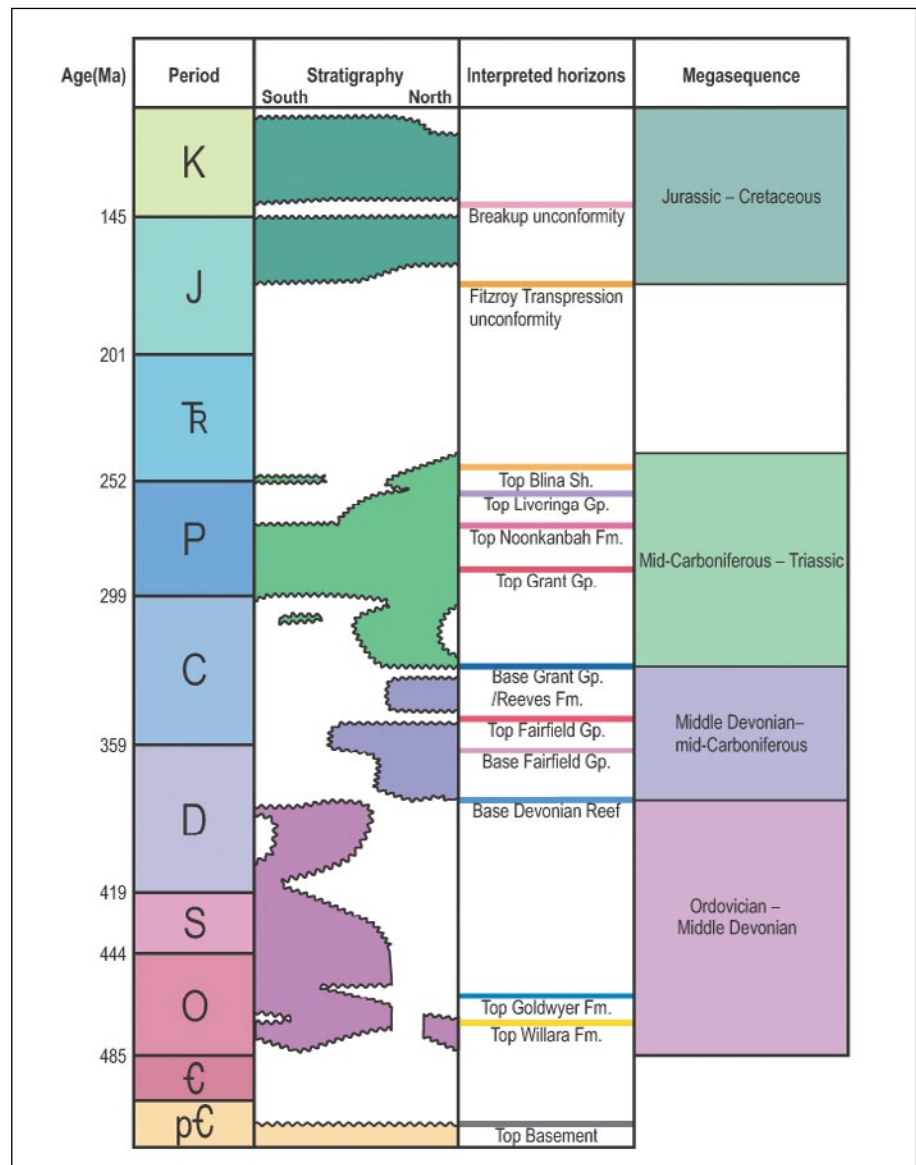 Age(Ma)
Period
Stratigraphy
South
North
Interpreted horizons
Megasequence
K
145
J
201
TR
252
P
299
C
359
D
419
S
444
O
485
Ꞓ
pꞒ
Breakup unconformity
Fitzroy Transpression
unconformity
Top Blina Sh.
Top Liveringa Gp.
Top Noonkanbah Fm.
Top Grant Gp.
Base Grant Gp.
/Reeves Fm.
Top Fairfield Gp.
Base Fairfield Gp.
Base Devonian Reef
Top Goldwyer Fm.
Top Willara Fm.
Top Basement
Jurassic – Cretaceous
Mid-Carboniferous – Triassic
Middle Devonian–
mid-Carboniferous
Ordovician –
Middle Devonian